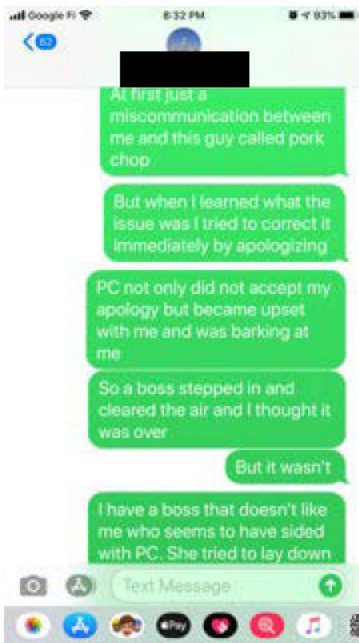 Google Fi
8:32 PM
93%
62
At first just a
miscommunication between
me and this guy called pork
chop
But when I learned what the
issue was I tried to correct it
immediately by apologizing
PC not only did not accept my
apology but became upset
with me and was barking at
me
So a boss stepped in and
cleared the air and I thought it
was over
But it wasn't
I have a boss that doesn't like
me who seems to have sided
with PC. She tried to lay down
Text Message
Pay